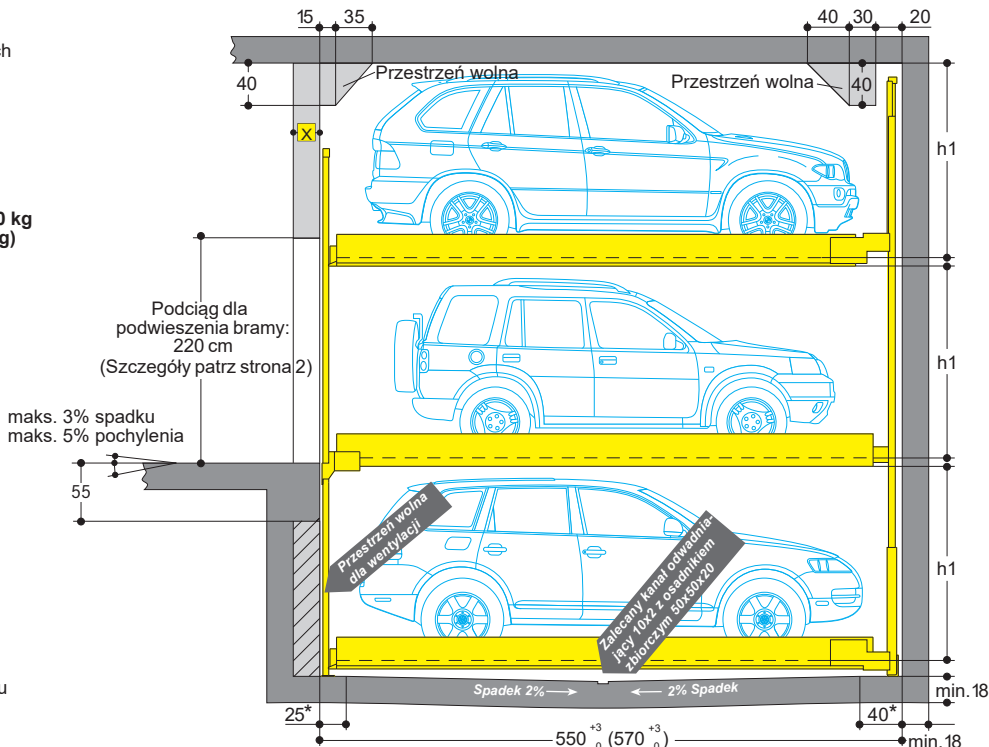 15 35 40 30 20
ch
Przestrzeń wolna
Przestrzeń wolna
40
40
X
h1
0 kg
g)
Podciąg dla
podwieszenia bramy:
220 cm
(Szczegóły patrz strona 2)
h1
maks. 3% spadku
maks. 5% pochylenia
55
Przestrzeń wolna
dla wentylacji
Zalecany kanał odwadnia-
jący 10x2 z osadnikiem
zbiorczym 50x50x20
h1
u
Spadek 2%
2% Spadek
min. 18
25*
40*
550 +3 0 (570 +3 0)
min. 18